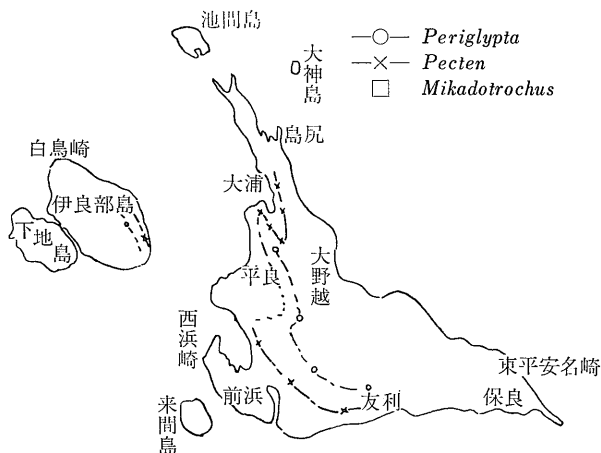 池間島
大神島
—○— Periglypta
—×— Pecten
□ Mikadotrochus
島尻
白鳥崎
大浦
伊良部島
下地島
大野越
平良
西浜崎
東平安名崎
前浜
友利
保良
来間島